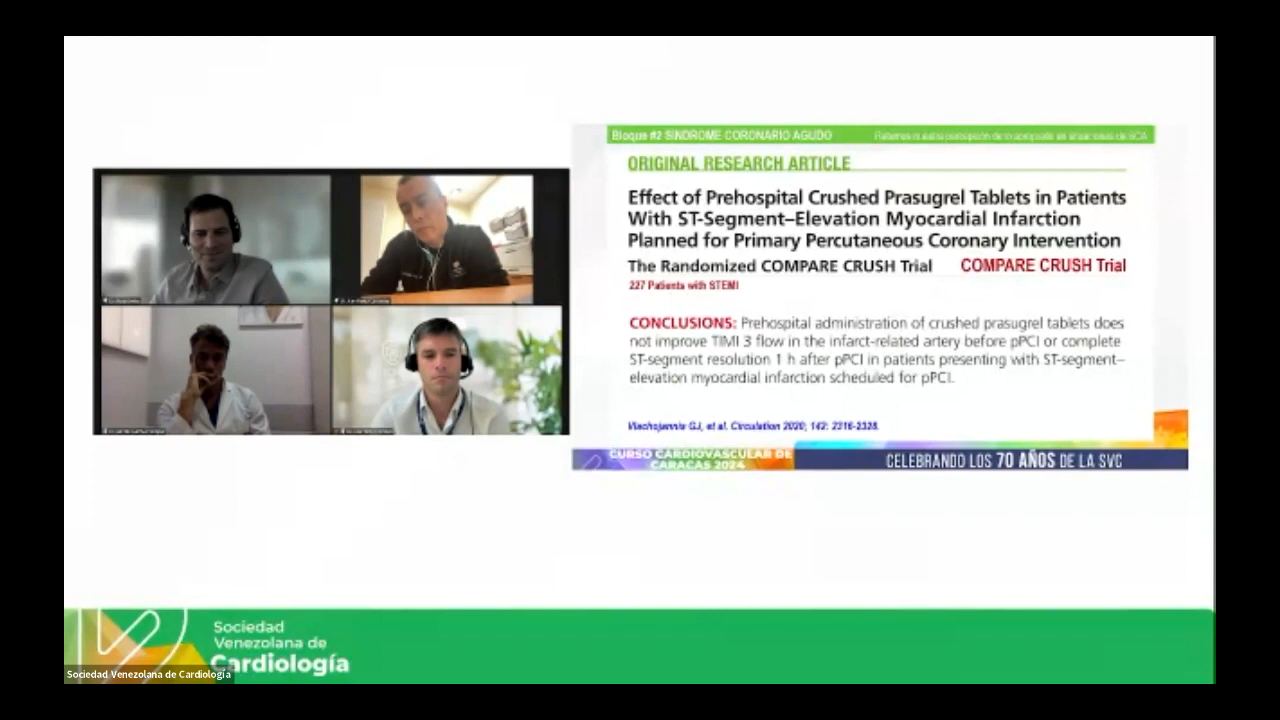 Bloque #2 SINDROME CORONARIO AGUDO
ORIGINAL RESEARCH ARTICLE
Effect of Prehospital Crushed Prasugrel Tablets in Patients
With ST-Segment–Elevation Myocardial Infarction
Planned for Primary Percutaneous Coronary Intervention
The Randomized COMPARE CRUSH Trial COMPARE CRUSH Trial
227 Patients with STEMI
CONCLUSIONS: Prehospital administration of crushed prasugrel tablets does
not improve TIMI 3 flow in the infarct-related artery before pPCI or complete
ST-segment resolution 1 h after pPCI in patients presenting with ST-segment–
elevation myocardial infarction scheduled for pPCI.
Vlachojannis GJ, et al. Circulation 2020; 142: 2316-2328.
CURSO CARDIOVASCULAR DE
CARACAS 2024
CELEBRANDO LOS 70 AÑOS DE LA SVC
Sociedad
Venezolana de
Cardiología
Sociedad Venezolana de Cardiología